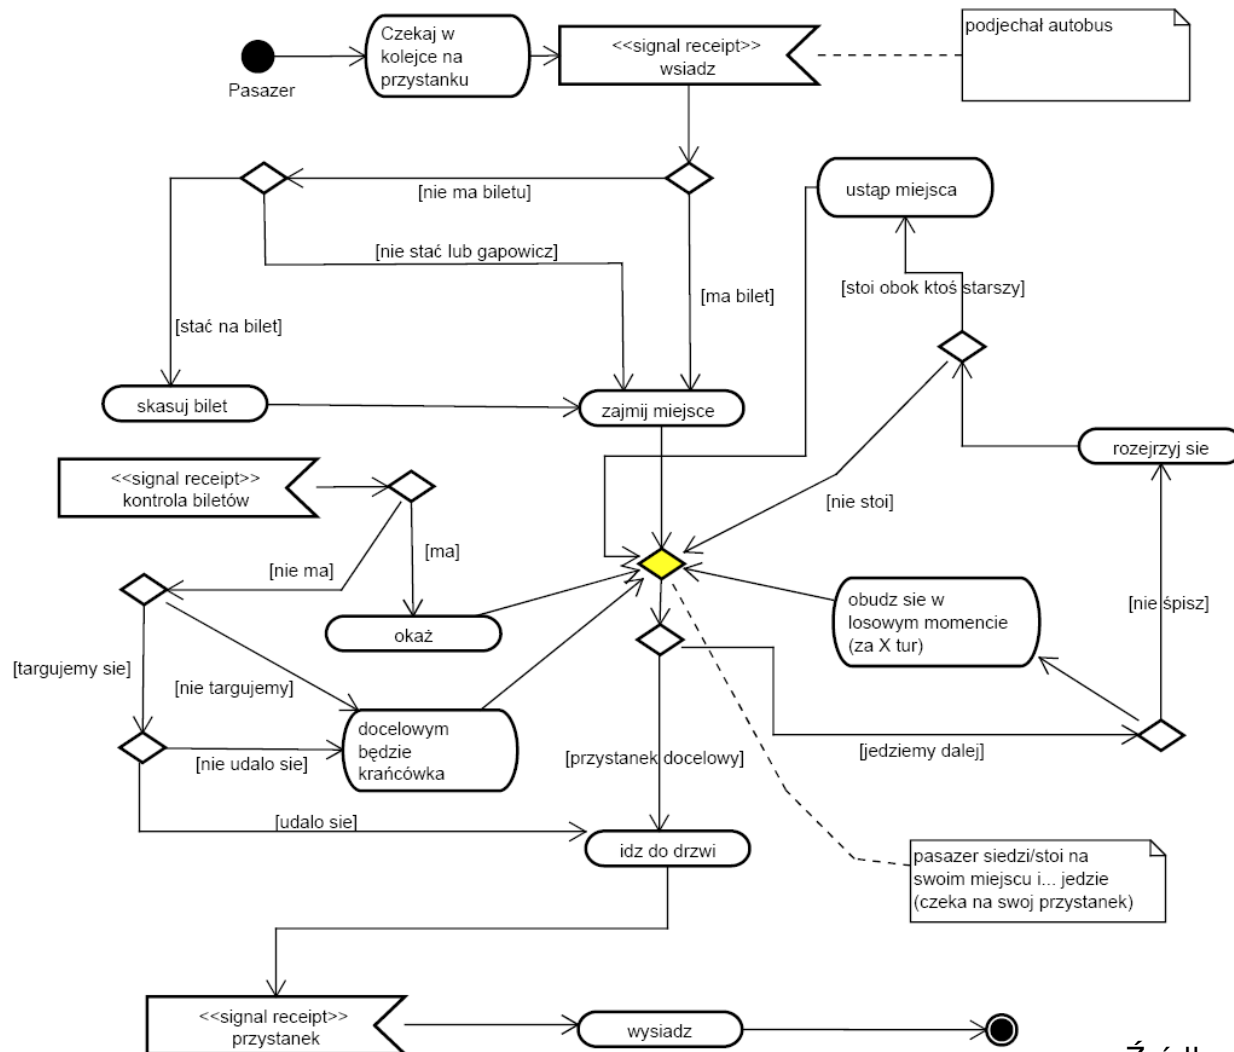 Pasazer
Czekaj w
kolejce na
przystanku
<<signal receipt>>
wsiadz
podjechał autobus
[nie ma biletu]
ustąp miejsca
[nie stać lub gapowicz]
[ma bilet]
[stoi obok ktoś starszy]
[stać na bilet]
skasuj bilet
zajmij miejsce
rozejrzyj sie
<<signal receipt>>
kontrola biletów
[nie stoi]
[ma]
[nie ma]
obudz sie w
losowym momencie
(za X tur)
[nie śpisz]
okaż
[targujemy sie]
[nie targujemy]
docelowym
będzie
krańcówka
[nie udalo sie]
[przystanek docelowy]
[jedziemy dalej]
[udalo sie]
idz do drzwi
pasazer siedzi/stoi na
swoim miejscu i... jedzie
(czeka na swoj przystanek)
<<signal receipt>>
przystanek
wysiadz